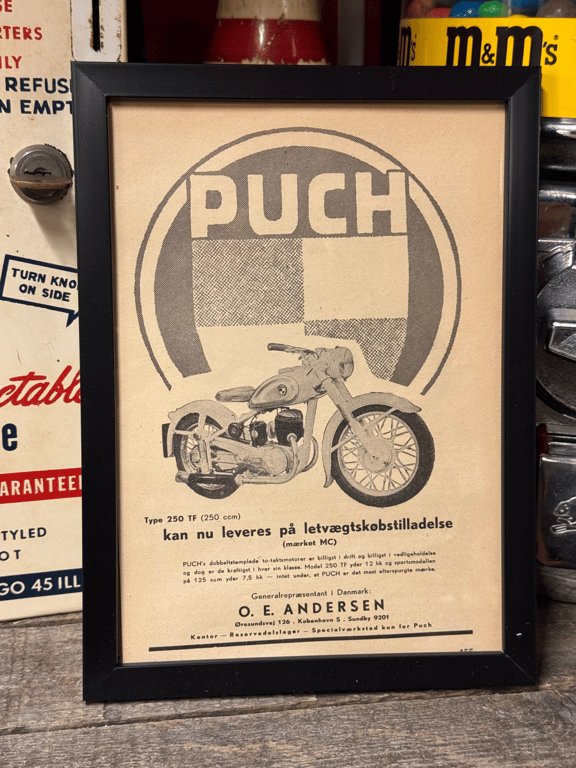 SE
RTERS
ILY
REFUS
N EMPT
TURN KNO
ON SIDE
ctabl
e
ARANTEE
TYLED
OT
GO 45 ILL
m&m's
PUCH
Type 250 TF (250 ccm)
kan nu leveres på letvægtskøbstilladelse
(mærket MC)
PUCH's dobbeltstemplede to-taktsmotorer er billigst i drift og billigst i vedligeholdelse
og dog er de kraftigst i hver sin klasse. Model 250 TF yder 12 hk og sportsmodellen
på 125 ccm yder 7,5 hk — intet under, at PUCH er det mest efterspurgte mærke.
Generalrepræsentant i Danmark:
O. E. ANDERSEN
Øresundsvej 126 . København S . Sundby 9201
Kontor — Reservedelslager — Specialværksted kun for Puch